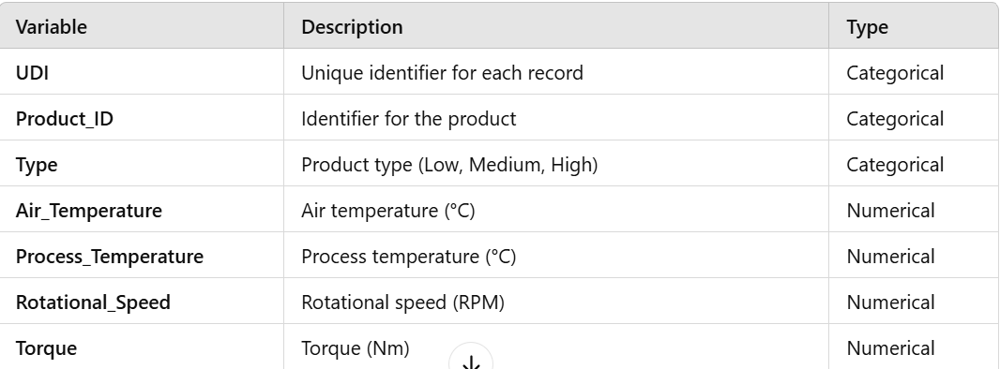 Variable Description Type
UDI Unique identifier for each record Categorical
Product_ID Identifier for the product Categorical
Type Product type (Low, Medium, High) Categorical
Air_Temperature Air temperature (°C) Numerical
Process_Temperature Process temperature (°C) Numerical
Rotational_Speed Rotational speed (RPM) Numerical
Torque Torque (Nm) Numerical